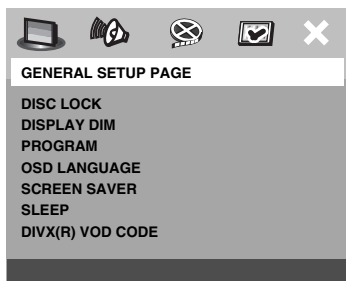 GENERAL SETUP PAGE
DISC LOCK
DISPLAY DIM
PROGRAM
OSD LANGUAGE
SCREEN SAVER
SLEEP
DIVX(R) VOD CODE